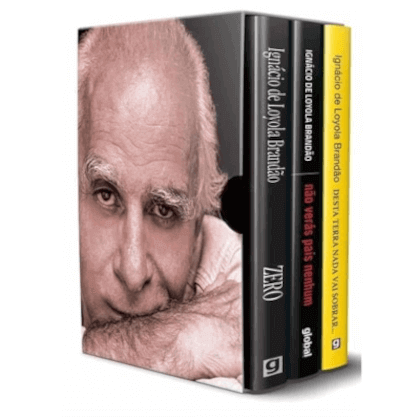 Ignácio de Loyola Brandão
ZERO
g
IGNÁCIO DE LOYOLA BRANDÃO
não verás país nenhum
global
Ignácio de Loyola Brandão
DESTA TERRA NADA VAI SOBRAR...
g